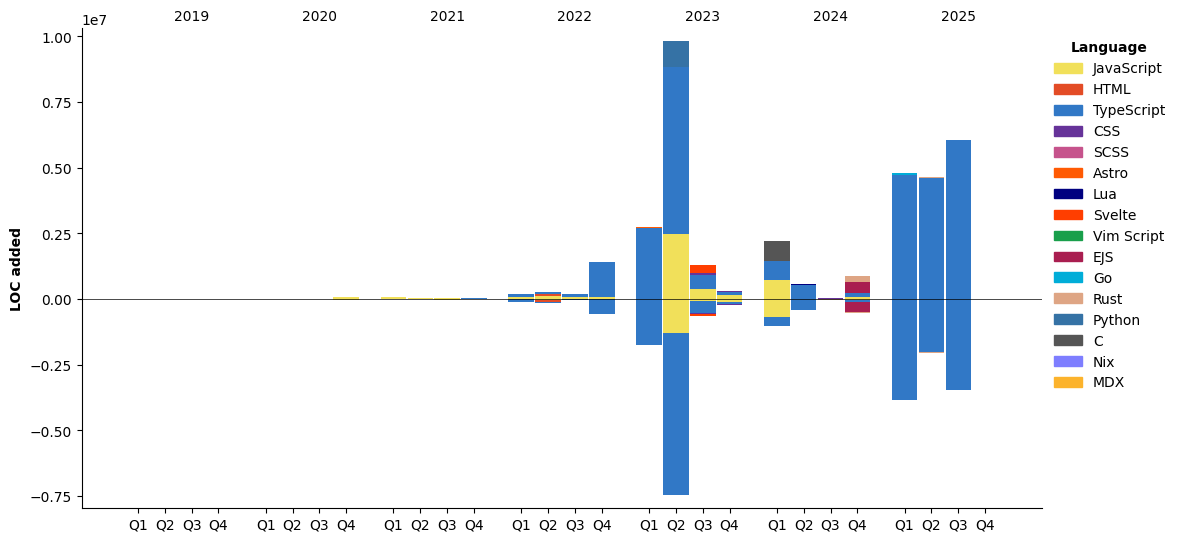 1e7
2019 2020 2021 2022 2023 2024 2025
1.00
0.75
0.50
0.25
0.00
−0.25
−0.50
−0.75
LOC added
Q1 Q2 Q3 Q4 Q1 Q2 Q3 Q4 Q1 Q2 Q3 Q4 Q1 Q2 Q3 Q4 Q1 Q2 Q3 Q4 Q1 Q2 Q3 Q4 Q1 Q2 Q3 Q4
Language
JavaScript
HTML
TypeScript
CSS
SCSS
Astro
Lua
Svelte
Vim Script
EJS
Go
Rust
Python
C
Nix
MDX